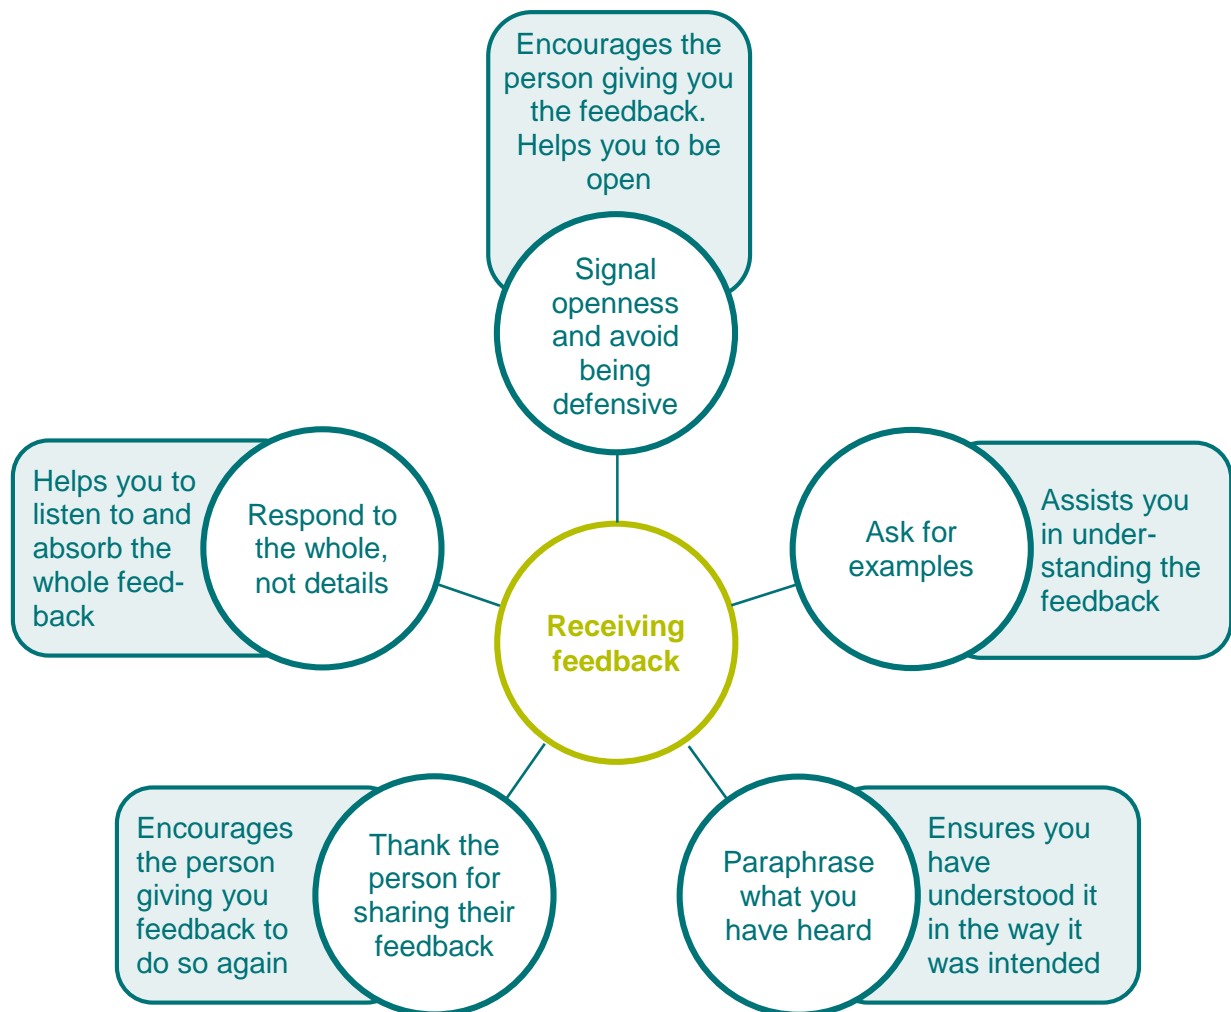 Encourages the
person giving you
the feedback.
Helps you to be
open
Signal
openness
and avoid
being
defensive
Helps you to
listen to and
absorb the
whole feed-
back
Respond to
the whole,
not details
Ask for
examples
Assists you
in under-
standing the
feedback
Receiving
feedback
Encourages
the person
giving you
feedback to
do so again
Thank the
person for
sharing their
feedback
Paraphrase
what you
have heard
Ensures you
have
understood it
in the way it
was intended